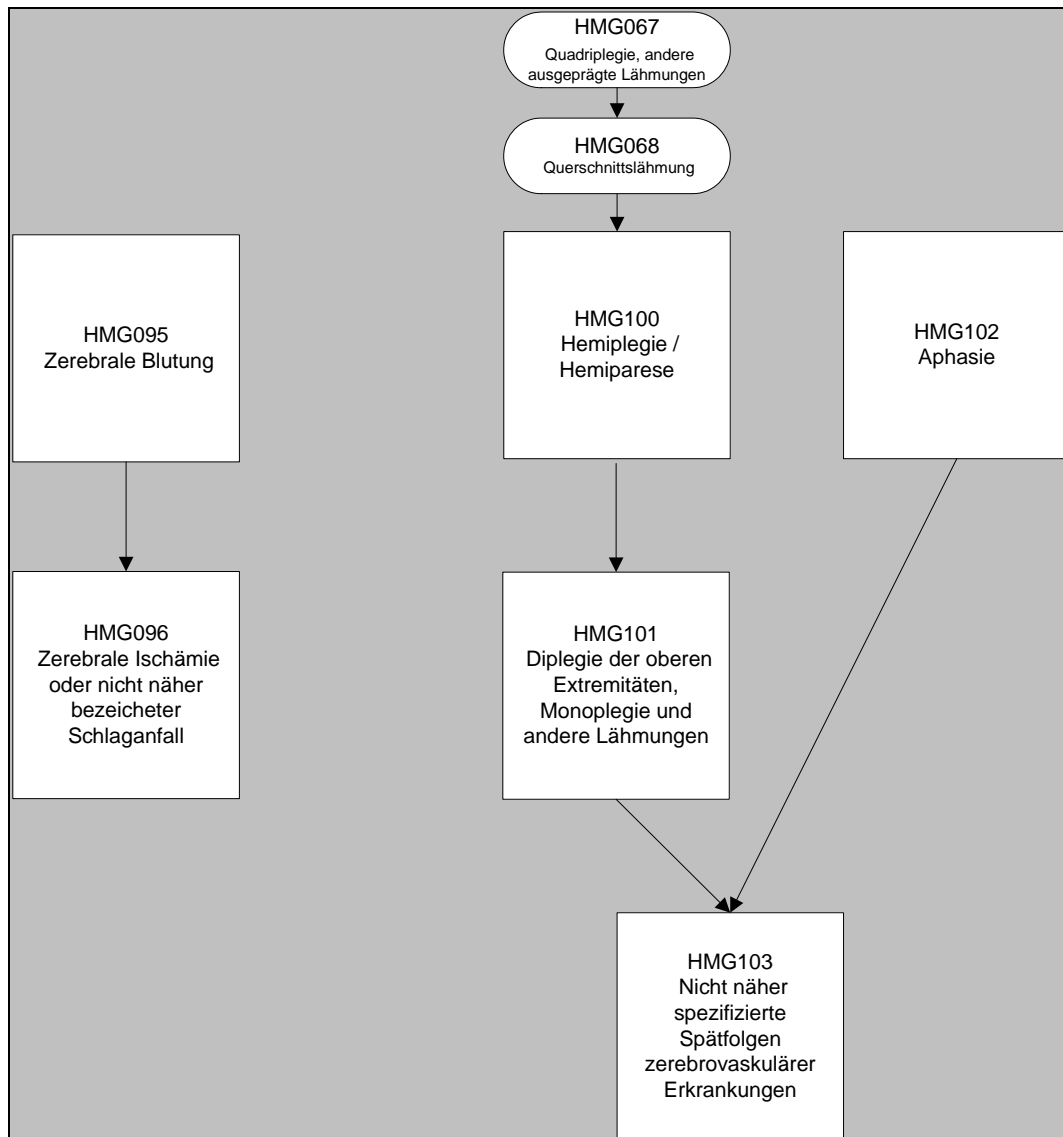 HMG067
Quadriplegie, andere
ausgeprägte Lähmungen
HMG068
Querschnittslähmung
HMG095
Zerebrale Blutung
HMG100
Hemiplegie /
Hemiparese
HMG102
Aphasie
HMG096
Zerebrale Ischämie
oder nicht näher
bezeicheter
Schlaganfall
HMG101
Diplegie der oberen
Extremitäten,
Monoplegie und
andere Lähmungen
HMG103
Nicht näher
spezifizierte
Spätfolgen
zerebrovaskulärer
Erkrankungen